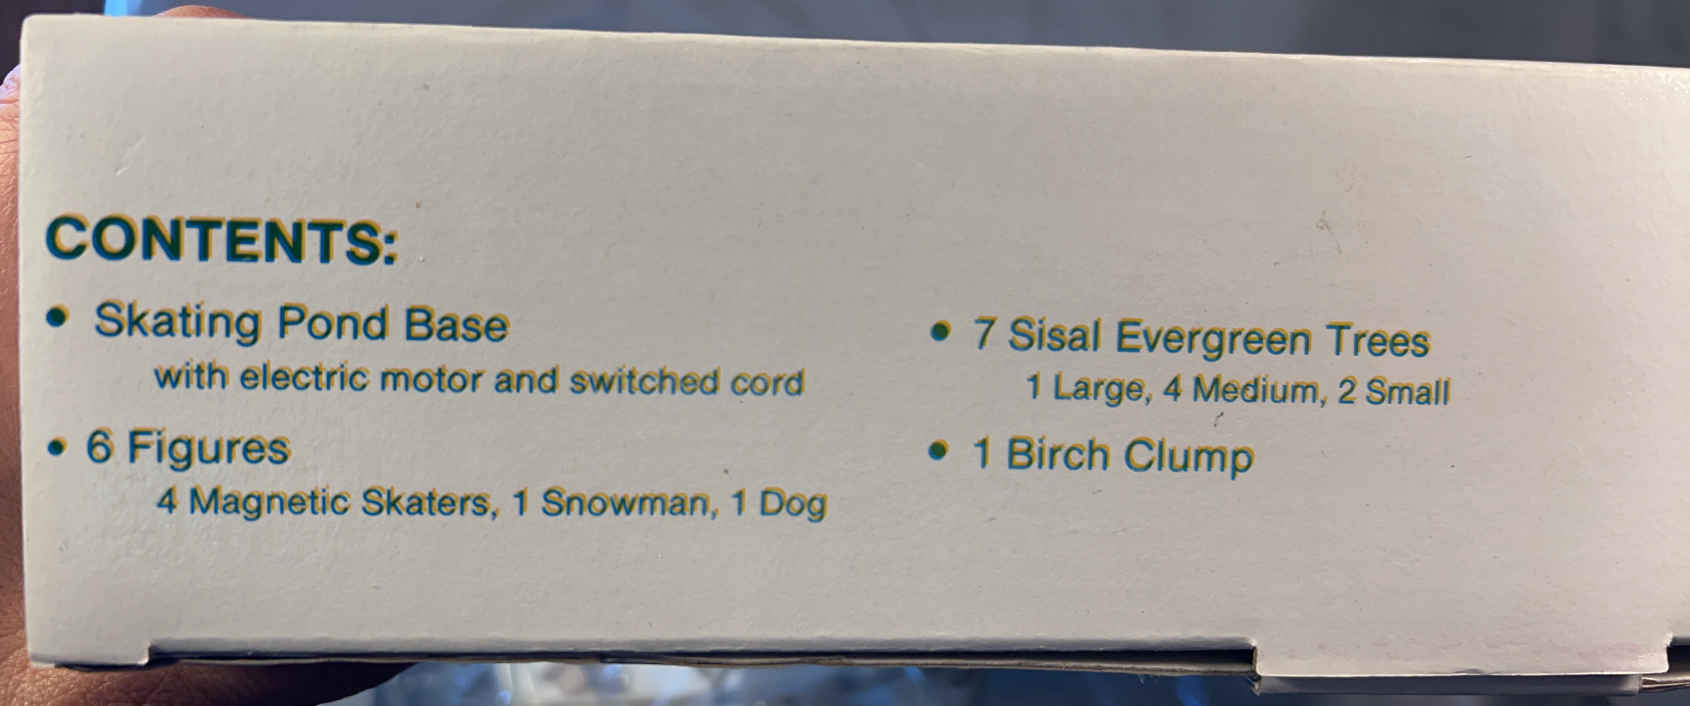 CONTENTS:
• Skating Pond Base
with electric motor and switched cord
• 6 Figures
4 Magnetic Skaters, 1 Snowman, 1 Dog
• 7 Sisal Evergreen Trees
1 Large, 4 Medium, 2 Small
• 1 Birch Clump